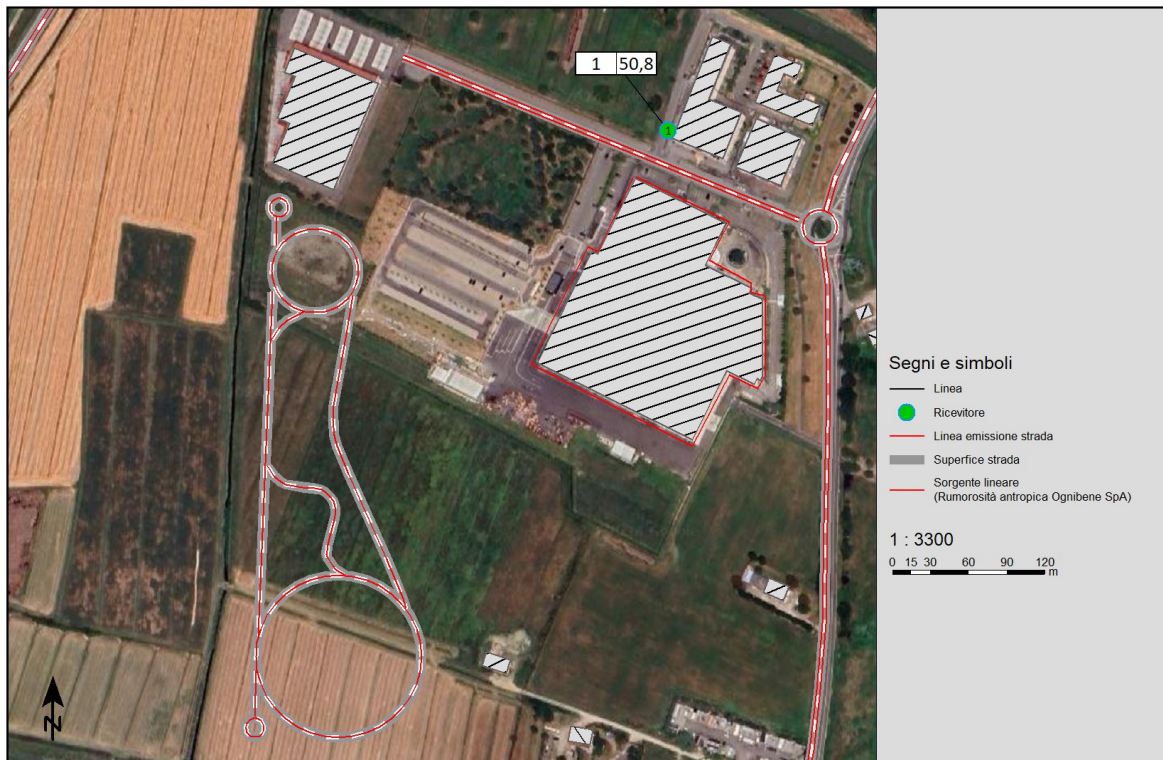 1 50,8
1
Segni e simboli
Linea
Ricevitore
Linea emissione strada
Superfice strada
Sorgente lineare
(Rumorosità antropica Ognibene SpA)
1 : 3300
0 15 30 60 90 120
m
N